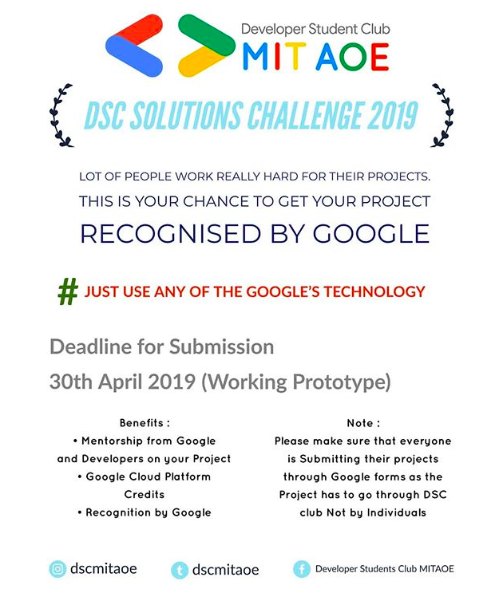 Developer Student Club
MIT AOE
DSC SOLUTIONS CHALLENGE 2019
LOT OF PEOPLE WORK REALLY HARD FOR THEIR PROJECTS.
THIS IS YOUR CHANCE TO GET YOUR PROJECT
RECOGNISED BY GOOGLE
# JUST USE ANY OF THE GOOGLE'S TECHNOLOGY
Deadline for Submission
30th April 2019 (Working Prototype)
Benefits :
• Mentorship from Google
and Developers on your Project
• Google Cloud Platform
Credits
• Recognition by Google
Note :
Please make sure that everyone
is Submitting their projects
through Google forms as the
Project has to go through DSC
club Not by Individuals
dscmitaoe
dscmitaoe
Developer Students Club MITAOE